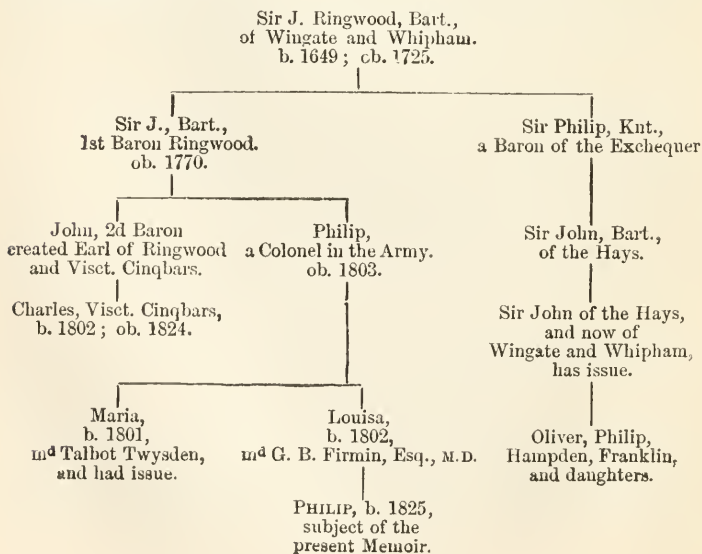 Sir J. Ringwood, Bart.,
of Wingate and Whipham.
b. 1649; ob. 1725.
Sir J., Bart.,
1st Baron Ringwood.
ob. 1770.
Sir Philip, Knt.,
a Baron of the Exchequer
John, 2d Baron
created Earl of Ringwood
and Visct. Cinqbars.
Philip,
a Colonel in the Army.
ob. 1803.
Sir John, Bart.,
of the Hays.
Charles, Visct. Cinqbars,
b. 1802; ob. 1824.
Sir John of the Hays,
and now of
Wingate and Whipham,
has issue.
Maria,
b. 1801,
md Talbot Twysden,
and had issue.
Louisa,
b. 1802,
md G. B. Firmin, Esq., M.D.
Oliver, Philip,
Hampden, Franklin,
and daughters.
PHILIP, b. 1825,
subject of the
present Memoir.